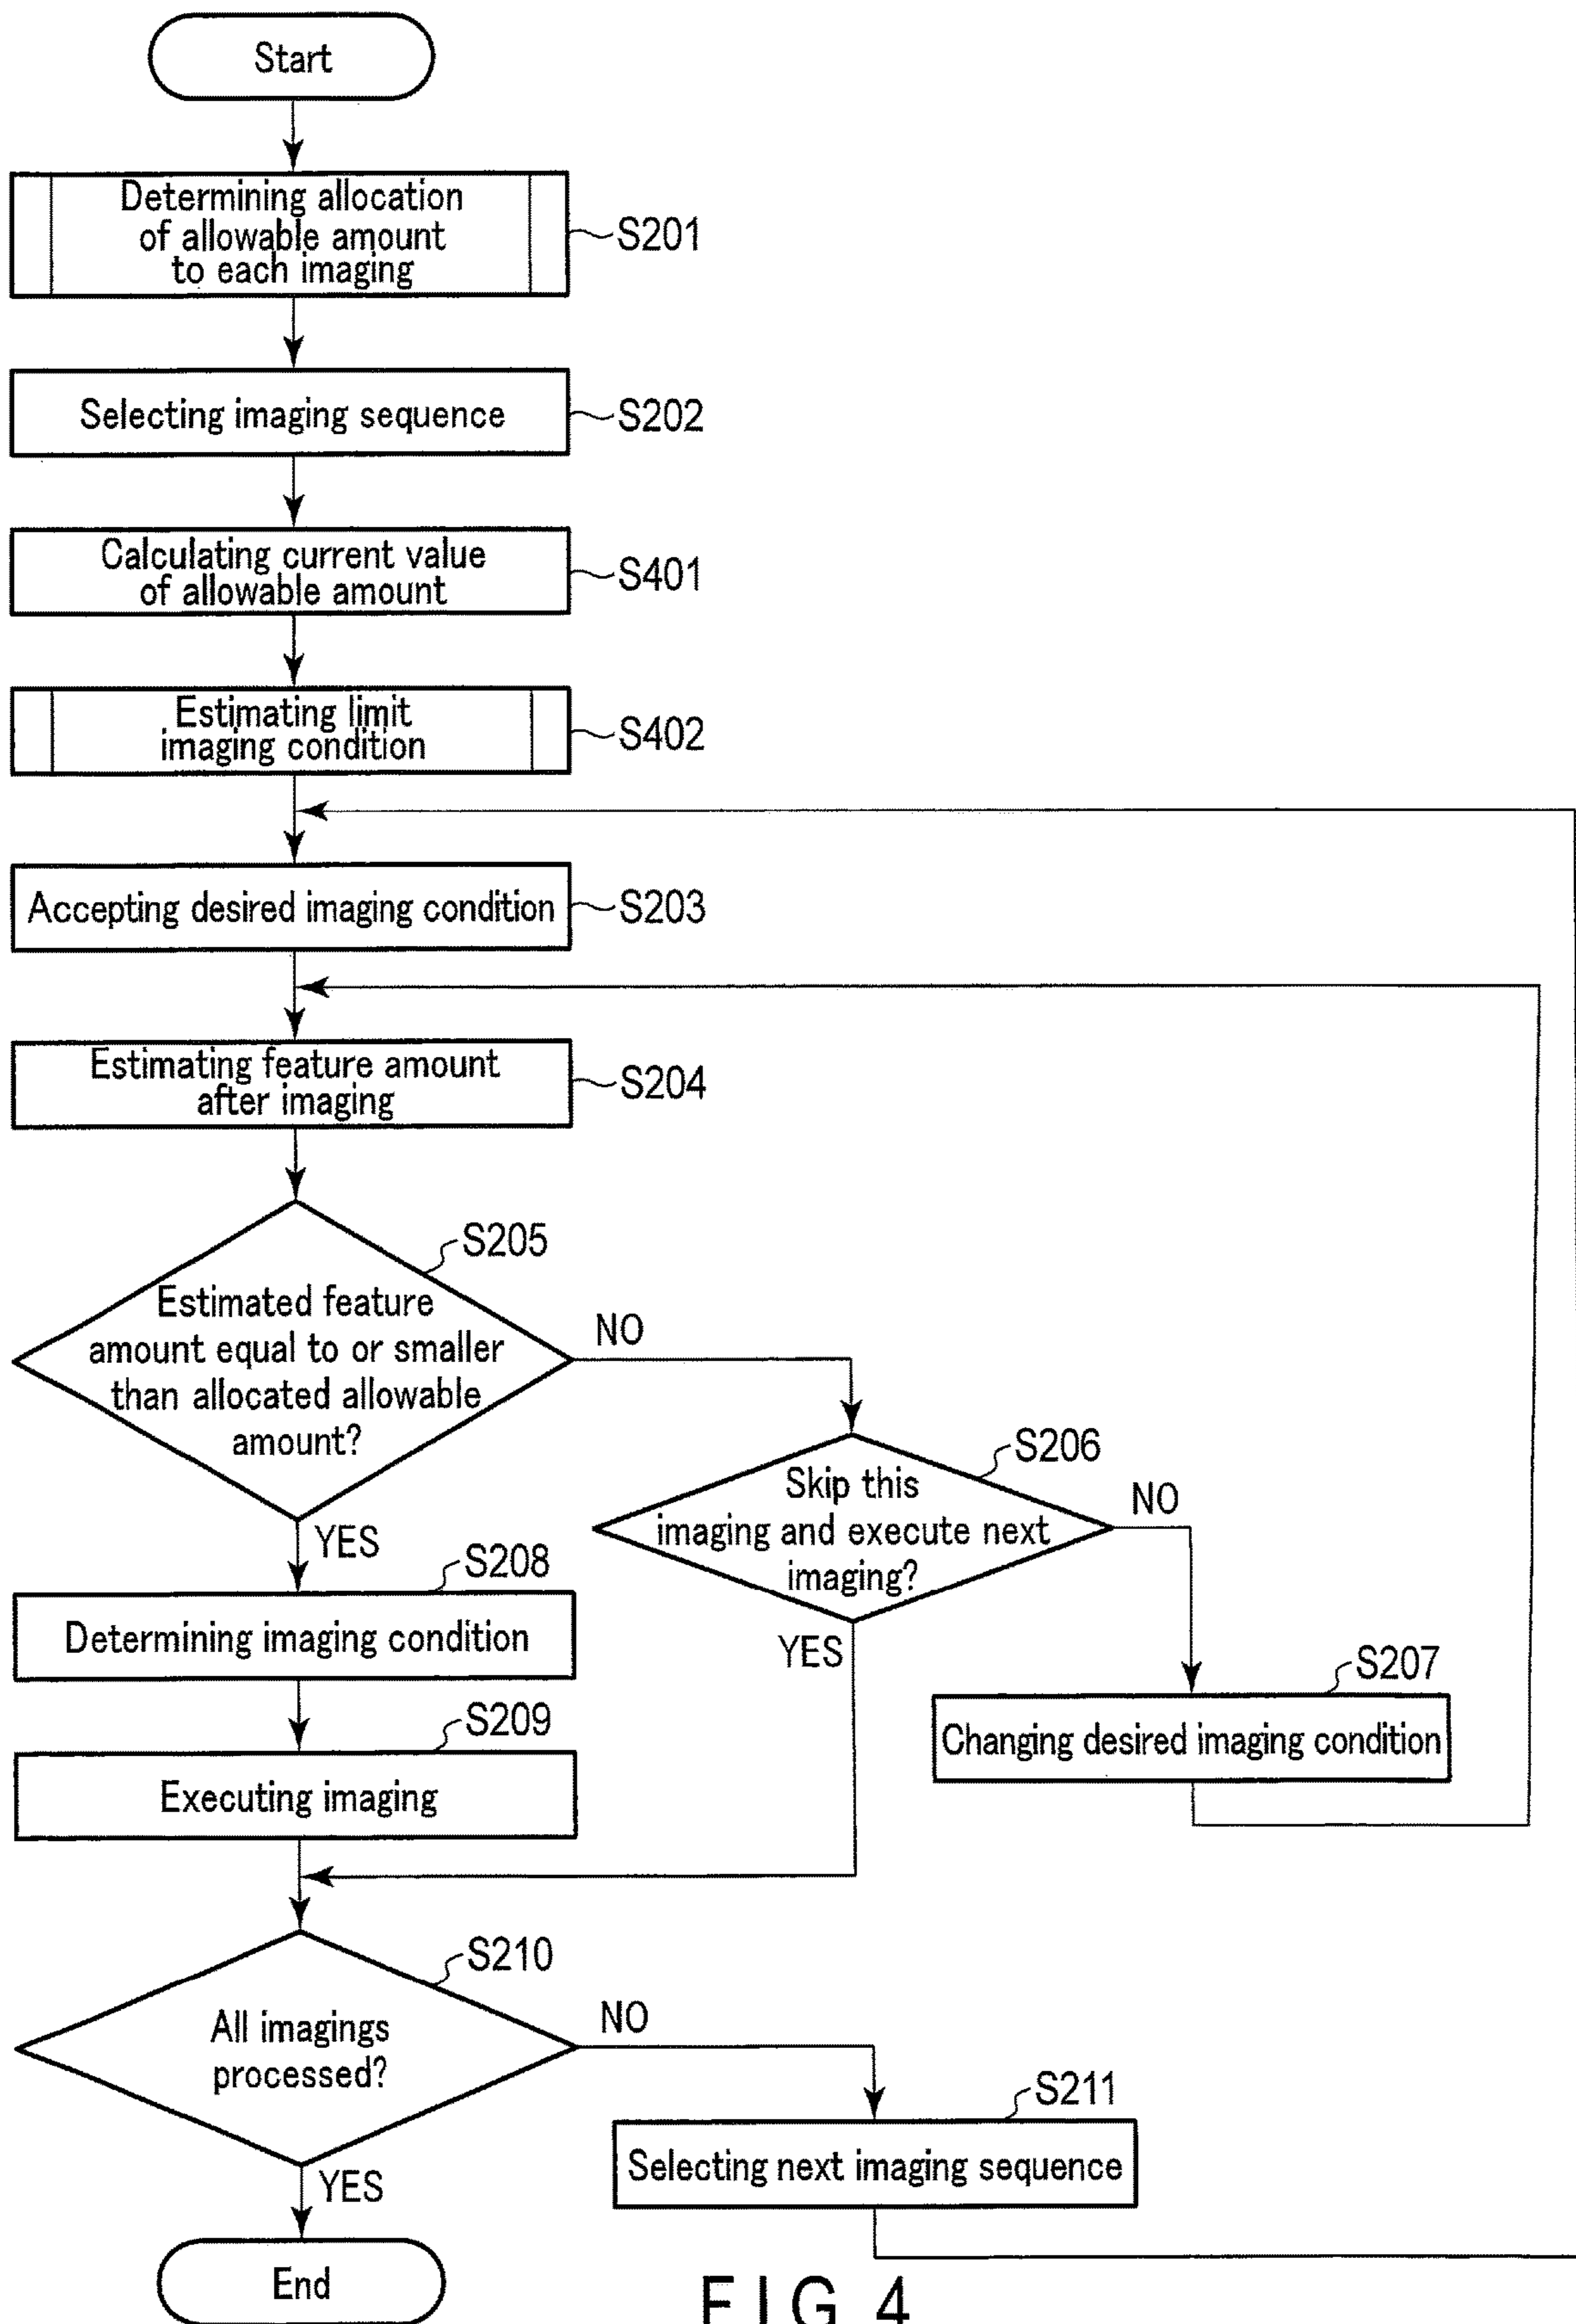 Start
Determining allocation
of allowable amount
to each imaging
S201
Selecting imaging sequence
S202
Calculating current value
of allowable amount
S401
Estimating limit
imaging condition
S402
Accepting desired imaging condition
S203
Estimating feature amount
after imaging
S204
S205
Estimated feature
amount equal to or smaller
than allocated allowable
amount?
NO
YES
S206
Skip this
imaging and execute next
imaging?
NO
YES
S207
Changing desired imaging condition
S208
Determining imaging condition
S209
Executing imaging
S210
All imagings
processed?
NO
YES
S211
Selecting next imaging sequence
End
FIG. 4